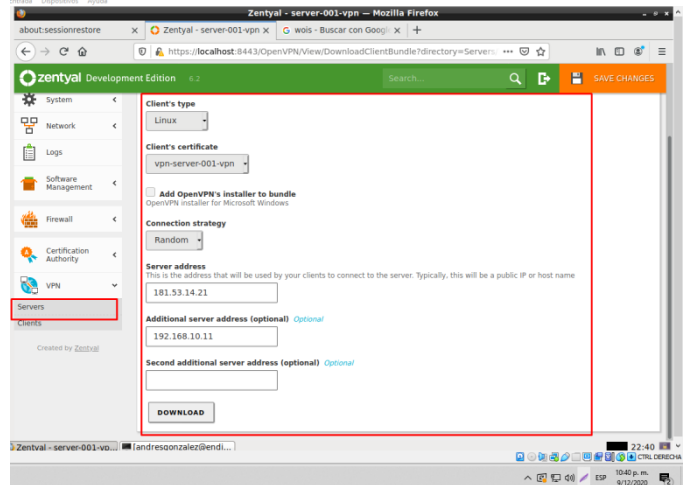 Entrada Dispositivos Ayuda
Zentyal - server-001-vpn — Mozilla Firefox
about:sessionrestore
Zentyal - server-001-vpn
wois - Buscar con Googl
https://localhost:8443/OpenVPN/View/DownloadClientBundle?directory=Servers
zentyal Development Edition 6.2
Search...
SAVE CHANGES
System
Network
Logs
Software
Management
Firewall
Certification
Authority
VPN
Servers
Clients
Created by Zentyal
Client's type
Linux
Client's certificate
vpn-server-001-vpn
Add OpenVPN's installer to bundle
OpenVPN installer for Microsoft Windows
Connection strategy
Random
Server address
This is the address that will be used by your clients to connect to the server. Typically, this will be a public IP or host name
181.53.14.21
Additional server address (optional) Optional
192.168.10.11
Second additional server address (optional) Optional
DOWNLOAD
Zentyal - server-001-vp...
[andresgonzalez@endi...
22:40
CTRL DERECHA
ESP
10:40 p. m.
9/12/2020